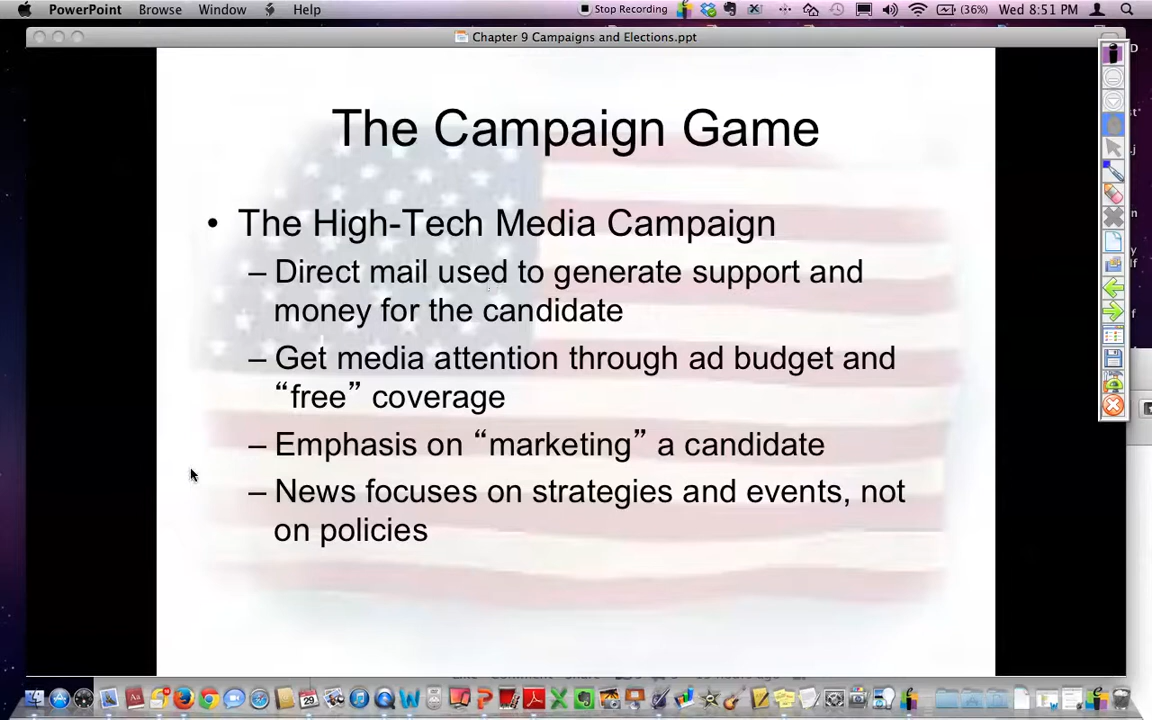 PowerPoint Browse Window Help Stop Recording (36%) Wed 8:51 PM
Chapter 9 Campaigns and Elections.ppt
The Campaign Game
• The High-Tech Media Campaign
– Direct mail used to generate support and
money for the candidate
– Get media attention through ad budget and
“free” coverage
– Emphasis on “marketing” a candidate
– News focuses on strategies and events, not
on policies